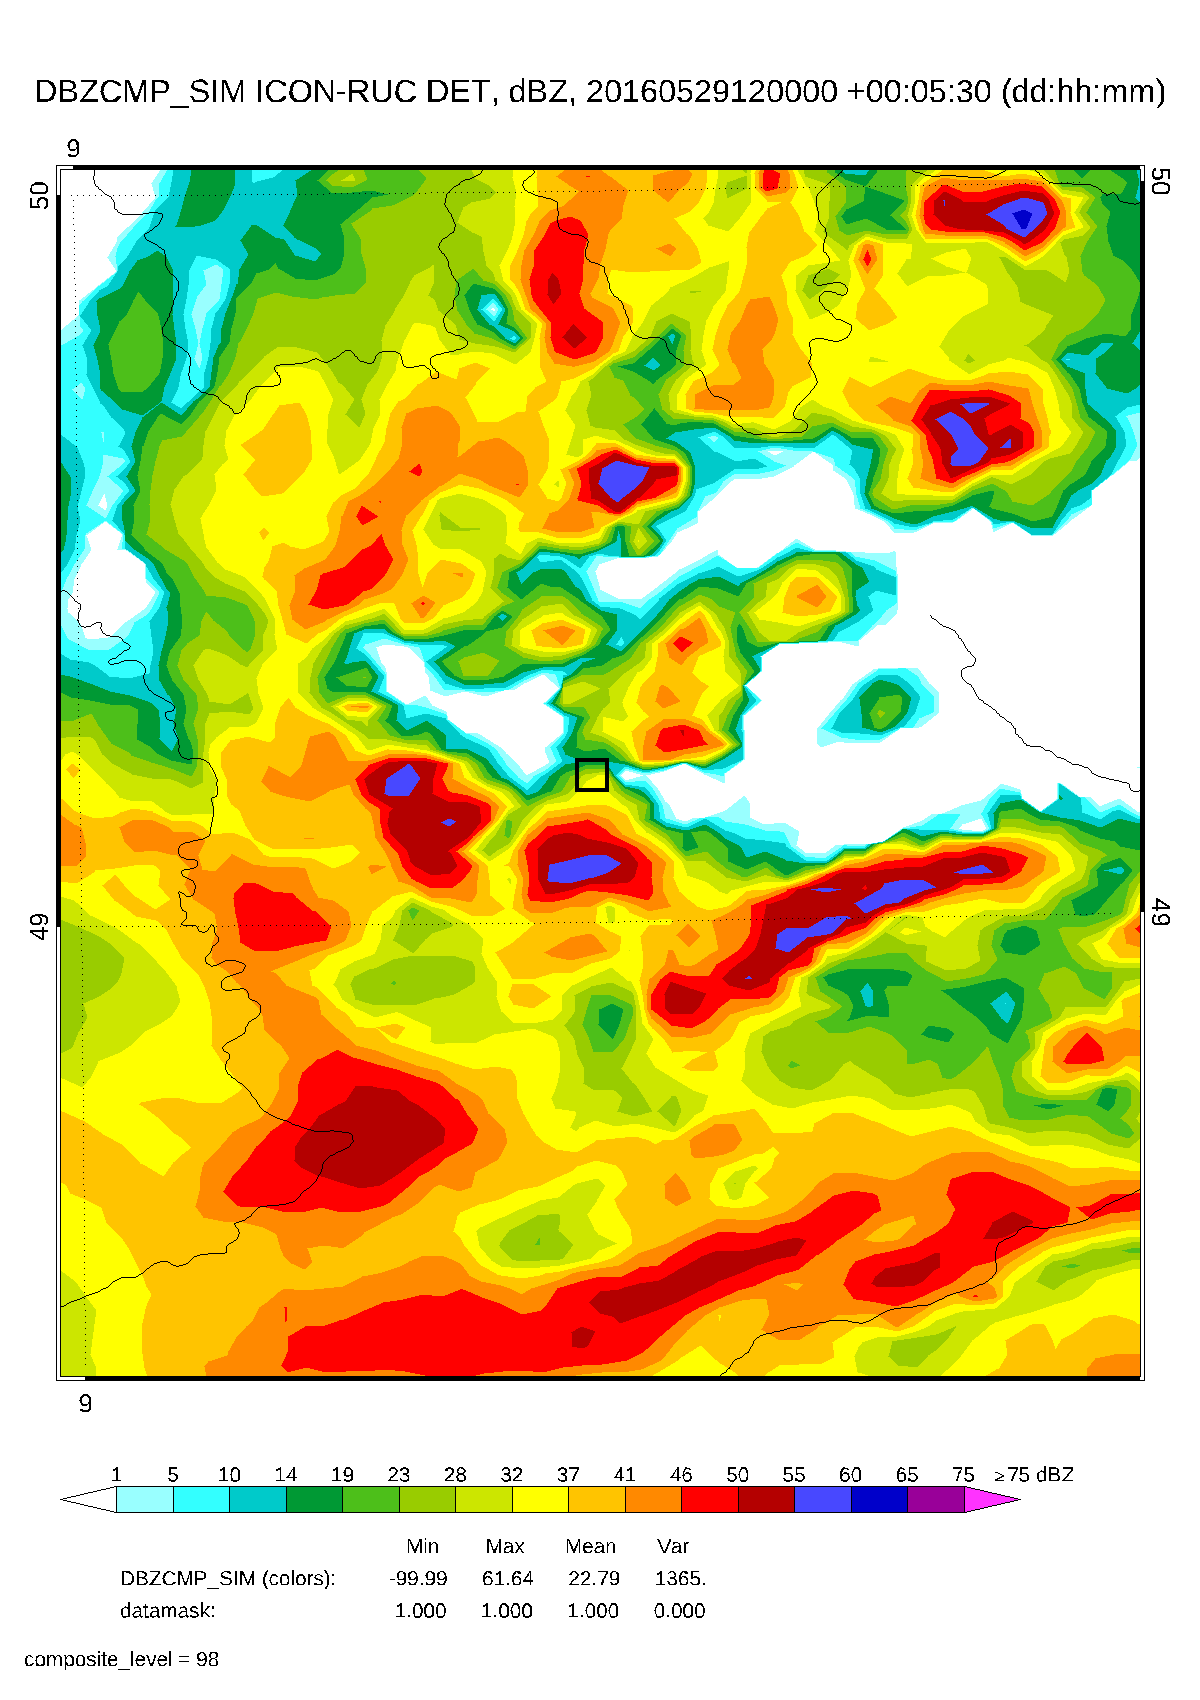 DBZCMP_SIM ICON-RUC DET, dBZ, 20160529120000 +00:05:30 (dd:hh:mm)
9
50 50
49 49
9
1 5 10 14 19 23 28 32 37 41 46 50 55 60 65 75 ≥75 dBZ
Min Max Mean Var
DBZCMP_SIM (colors): -99.99 61.64 22.79 1365.
datamask: 1.000 1.000 1.000 0.000
composite_level = 98